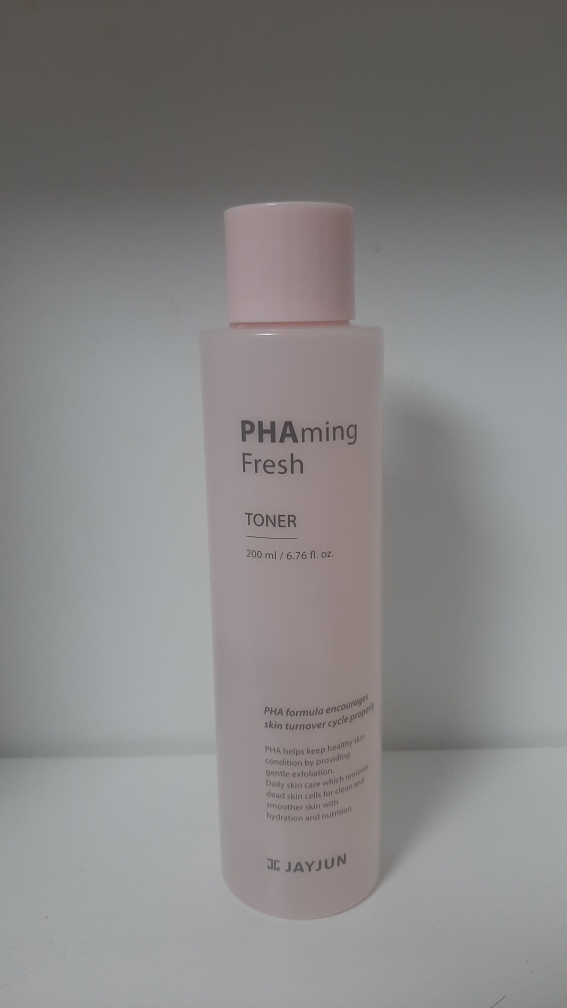 PHAming
Fresh
TONER
200 ml / 6.76 fl. oz.
PHA formula encourages
skin turnover cycle properly
PHA helps keep healthy skin
condition by providing
gentle exfoliation.
Daily skin care which removes
dead skin cells for clean and
smoother skin with
hydration and nutrition.
JAYJUN